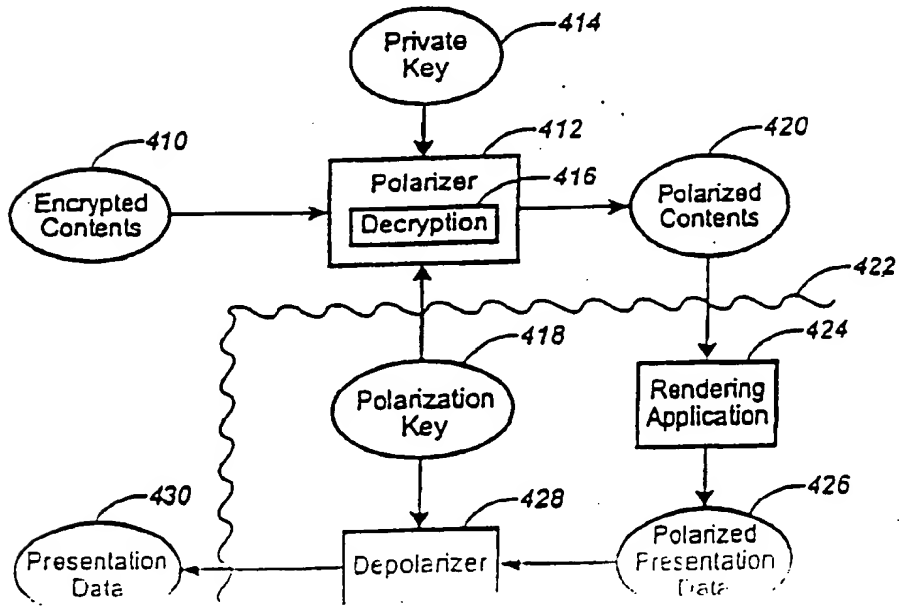 Private
Key
414
410
Encrypted
Contents
412
Polarizer
416
Decryption
420
Polarized
Contents
422
418
Polarization
Key
424
Rendering
Application
430
Presentation
Data
428
Depolarizer
426
Polarized
Presentation
Data